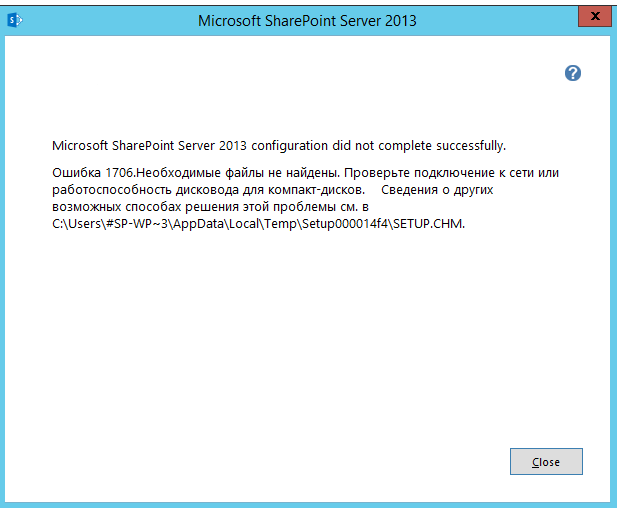 Microsoft SharePoint Server 2013
Microsoft SharePoint Server 2013 configuration did not complete successfully.
Ошибка 1706.Необходимые файлы не найдены. Проверьте подключение к сети или
работоспособность дисковода для компакт-дисков. Сведения о других
возможных способах решения этой проблемы см. в
C:\Users\#SP-WP~3\AppData\Local\Temp\Setup000014f4\SETUP.CHM.
Close